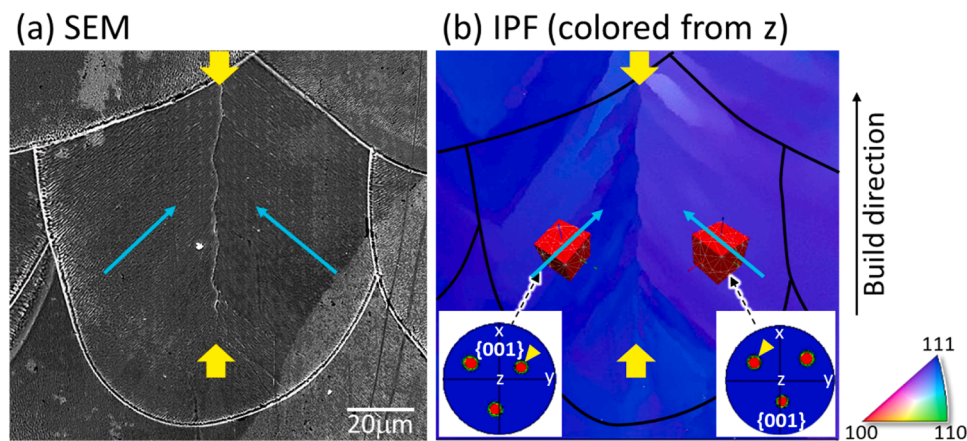 (a) SEM
(b) IPF (colored from z)
20μm
Build direction
x
{001}
z
y
x
z
y
{001}
111
100
110